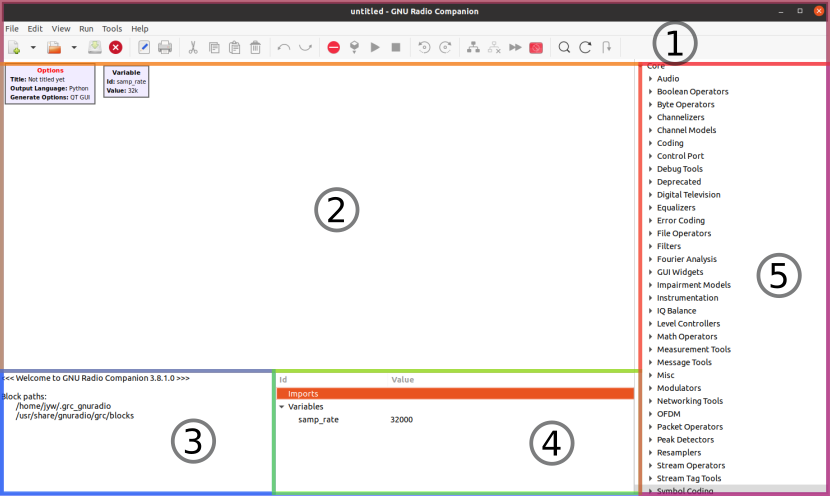 untitled - GNU Radio Companion
File Edit View Run Tools Help
1
Options
Title: Not titled yet
Output Language: Python
Generate Options: QT GUI
Variable
Id: samp_rate
Value: 32k
2
<<< Welcome to GNU Radio Companion 3.8.1.0 >>>
Block paths:
/home/jyw/.grc_gnuradio
/usr/share/gnuradio/grc/blocks
3
Id Value
Imports
Variables
samp_rate 32000
4
Core
Audio
Boolean Operators
Byte Operators
Channelizers
Channel Models
Coding
Control Port
Debug Tools
Deprecated
Digital Television
Equalizers
Error Coding
File Operators
Filters
Fourier Analysis
GUI Widgets
Impairment Models
Instrumentation
IQ Balance
Level Controllers
Math Operators
Measurement Tools
Message Tools
Misc
Modulators
Networking Tools
OFDM
Packet Operators
Peak Detectors
Resamplers
Stream Operators
Stream Tag Tools
Symbol Coding
5